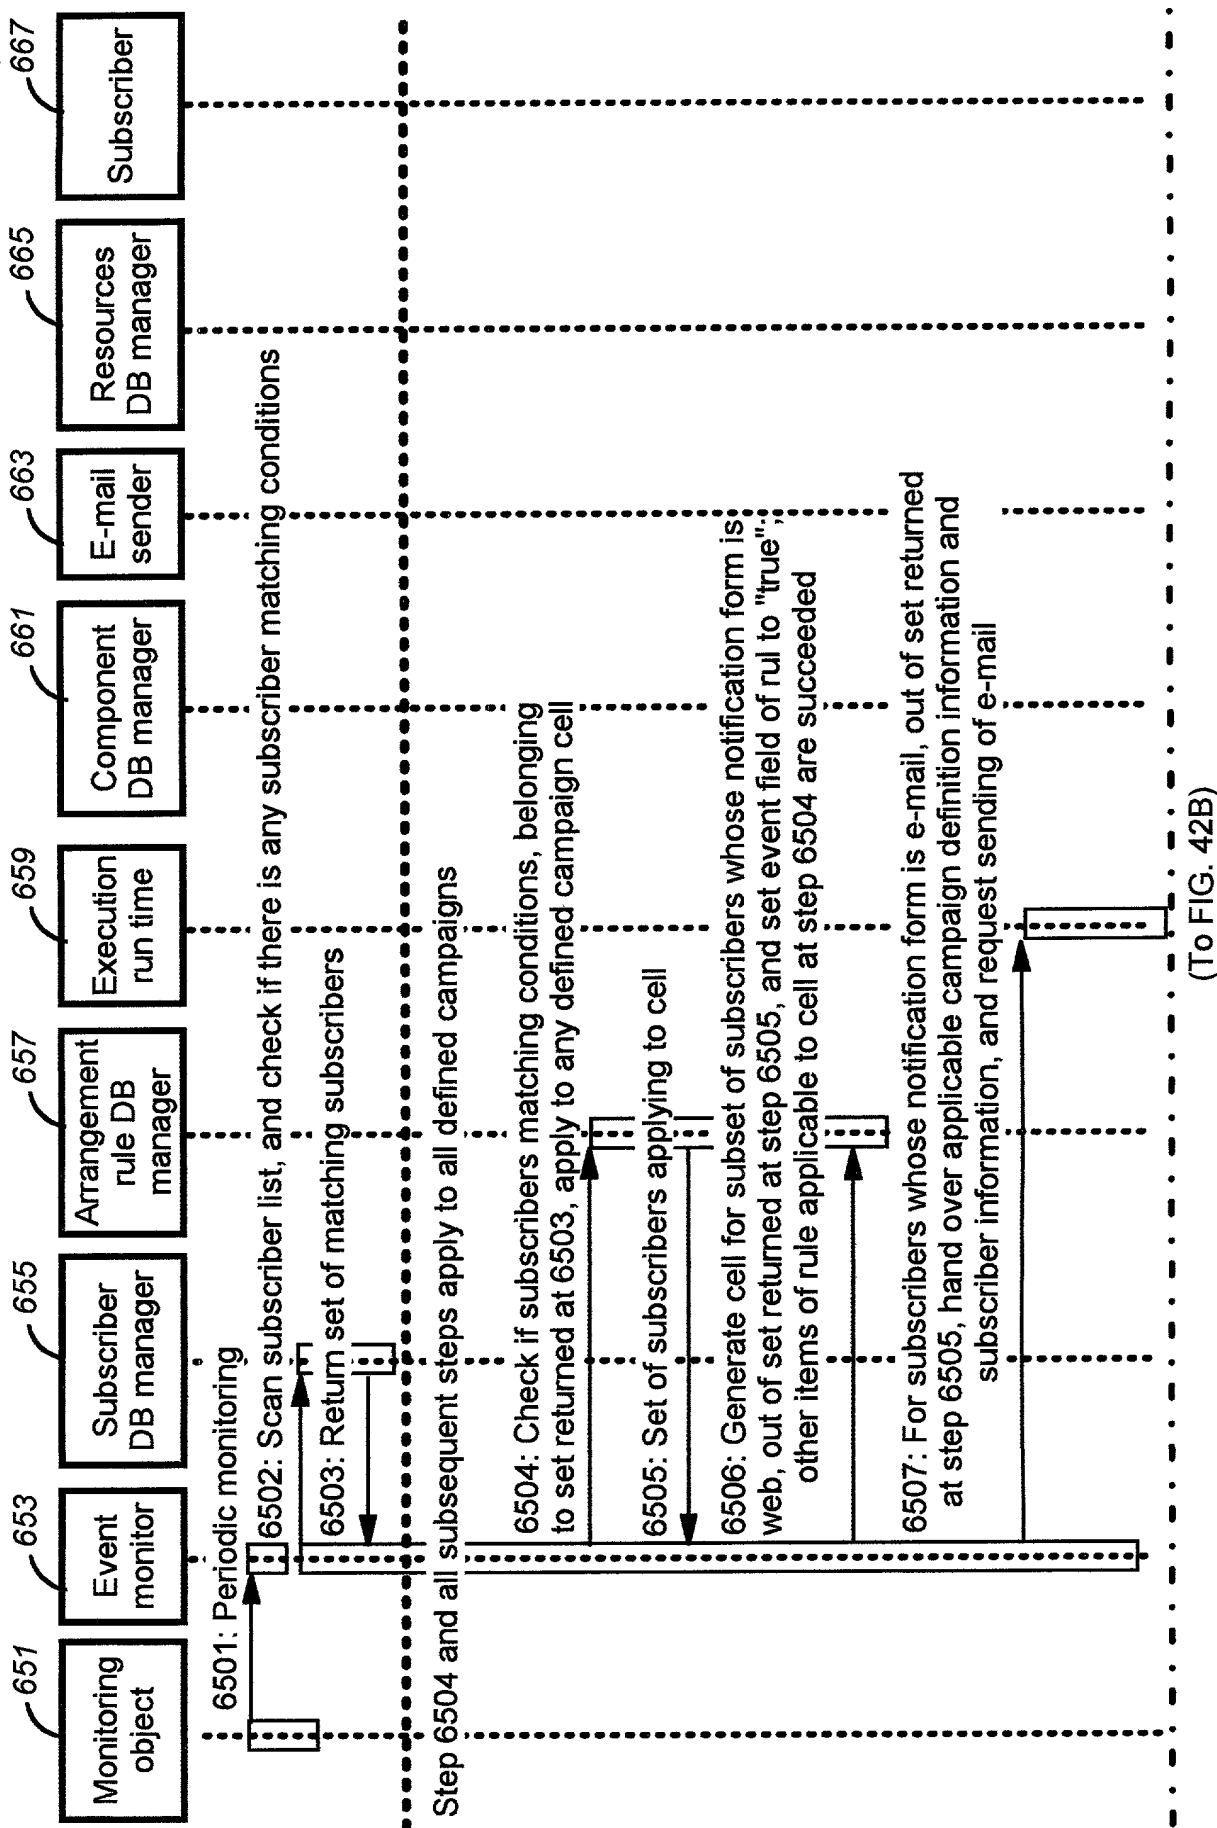 651
653
655
657
659
661
663
665
667
Monitoring
object
Event
monitor
Subscriber
DB manager
Arrangement
rule DB
manager
Execution
run time
Component
DB manager
E-mail
sender
Resources
DB manager
Subscriber
6501: Periodic monitoring
6502: Scan subscriber list, and check if there is any subscriber matching conditions
6503: Return set of matching subscribers
Step 6504 and all subsequent steps apply to all defined campaigns
6504: Check if subscribers matching conditions, belonging
to set returned at 6503, apply to any defined campaign cell
6505: Set of subscribers applying to cell
6506: Generate cell for subset of subscribers whose notification form is
web, out of set returned at step 6505, and set event field of rul to "true";
other items of rule applicable to cell at step 6504 are succeeded
6507: For subscribers whose notification form is e-mail, out of set returned
at step 6505, hand over applicable campaign definition information and
subscriber information, and request sending of e-mail
(To FIG. 42B)